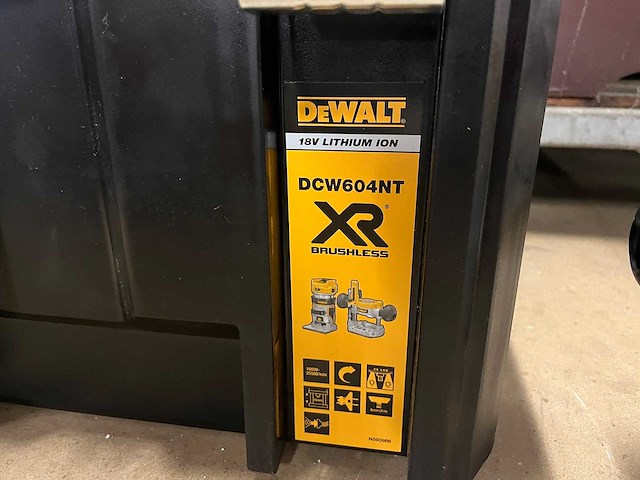 DEWALT
18V LITHIUM ION
DCW604NT
XR
BRUSHLESS